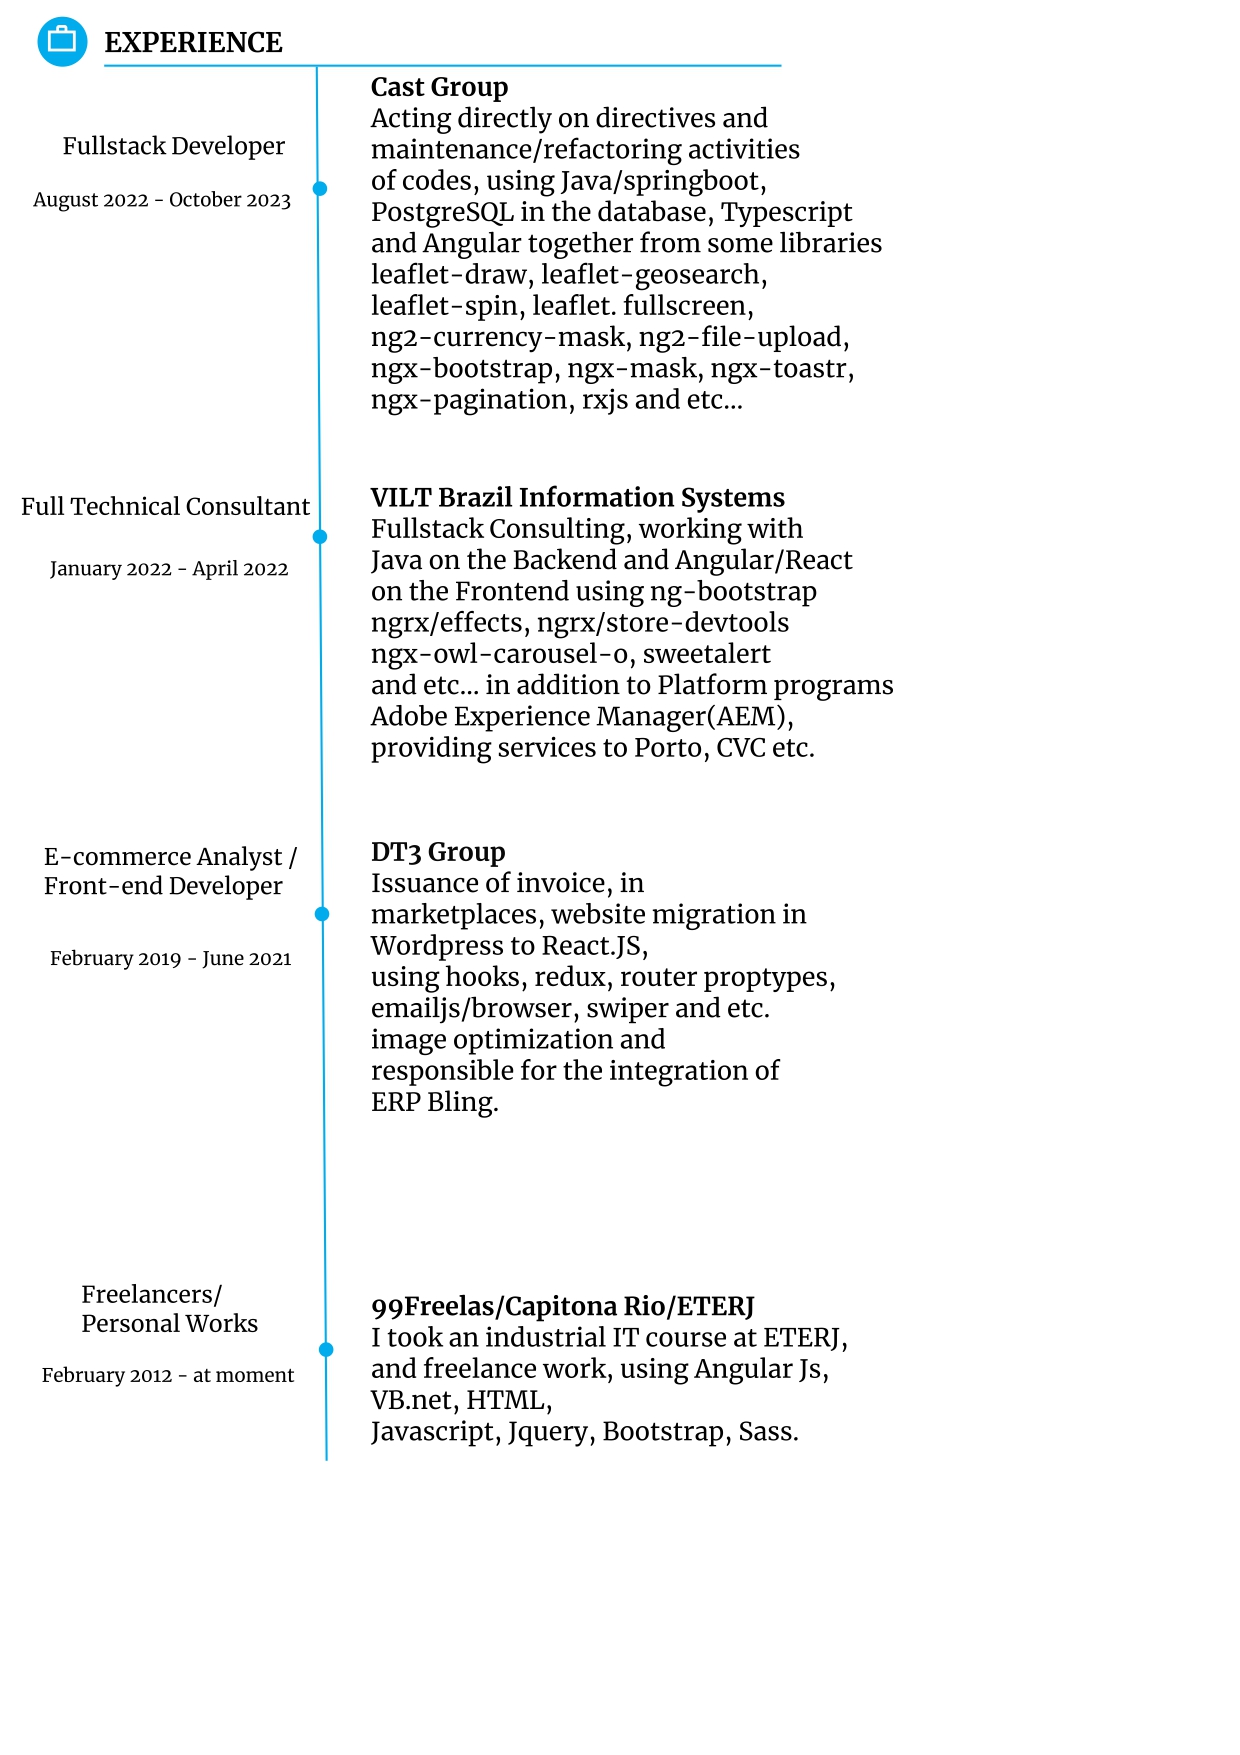 EXPERIENCE
Fullstack Developer
August 2022 - October 2023
Cast Group
Acting directly on directives and
maintenance/refactoring activities
of codes, using Java/springboot,
PostgreSQL in the database, Typescript
and Angular together from some libraries
leaflet-draw, leaflet-geosearch,
leaflet-spin, leaflet. fullscreen,
ng2-currency-mask, ng2-file-upload,
ngx-bootstrap, ngx-mask, ngx-toastr,
ngx-pagination, rxjs and etc...
Full Technical Consultant
January 2022 - April 2022
VILT Brazil Information Systems
Fullstack Consulting, working with
Java on the Backend and Angular/React
on the Frontend using ng-bootstrap
ngrx/effects, ngrx/store-devtools
ngx-owl-carousel-o, sweetalert
and etc... in addition to Platform programs
Adobe Experience Manager(AEM),
providing services to Porto, CVC etc.
E-commerce Analyst /
Front-end Developer
February 2019 - June 2021
DT3 Group
Issuance of invoice, in
marketplaces, website migration in
Wordpress to React.JS,
using hooks, redux, router proptypes,
emailjs/browser, swiper and etc.
image optimization and
responsible for the integration of
ERP Bling.
Freelancers/
Personal Works
February 2012 - at moment
99Freelas/Capitona Rio/ETERJ
I took an industrial IT course at ETERJ,
and freelance work, using Angular Js,
VB.net, HTML,
Javascript, Jquery, Bootstrap, Sass.